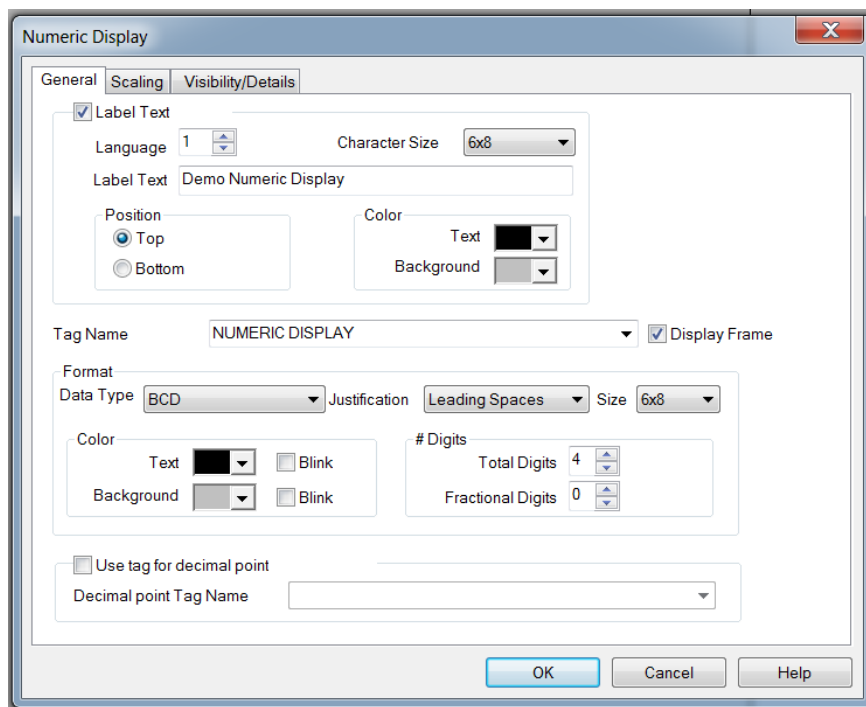 Numeric Display
General Scaling Visibility/Details
Label Text
Language 1 Character Size 6x8
Label Text Demo Numeric Display
Position Color
Top Text
Bottom Background
Tag Name NUMERIC DISPLAY Display Frame
Format
Data Type BCD Justification Leading Spaces Size 6x8
Color # Digits
Text Blink Total Digits 4
Background Blink Fractional Digits 0
Use tag for decimal point
Decimal point Tag Name
OK Cancel Help